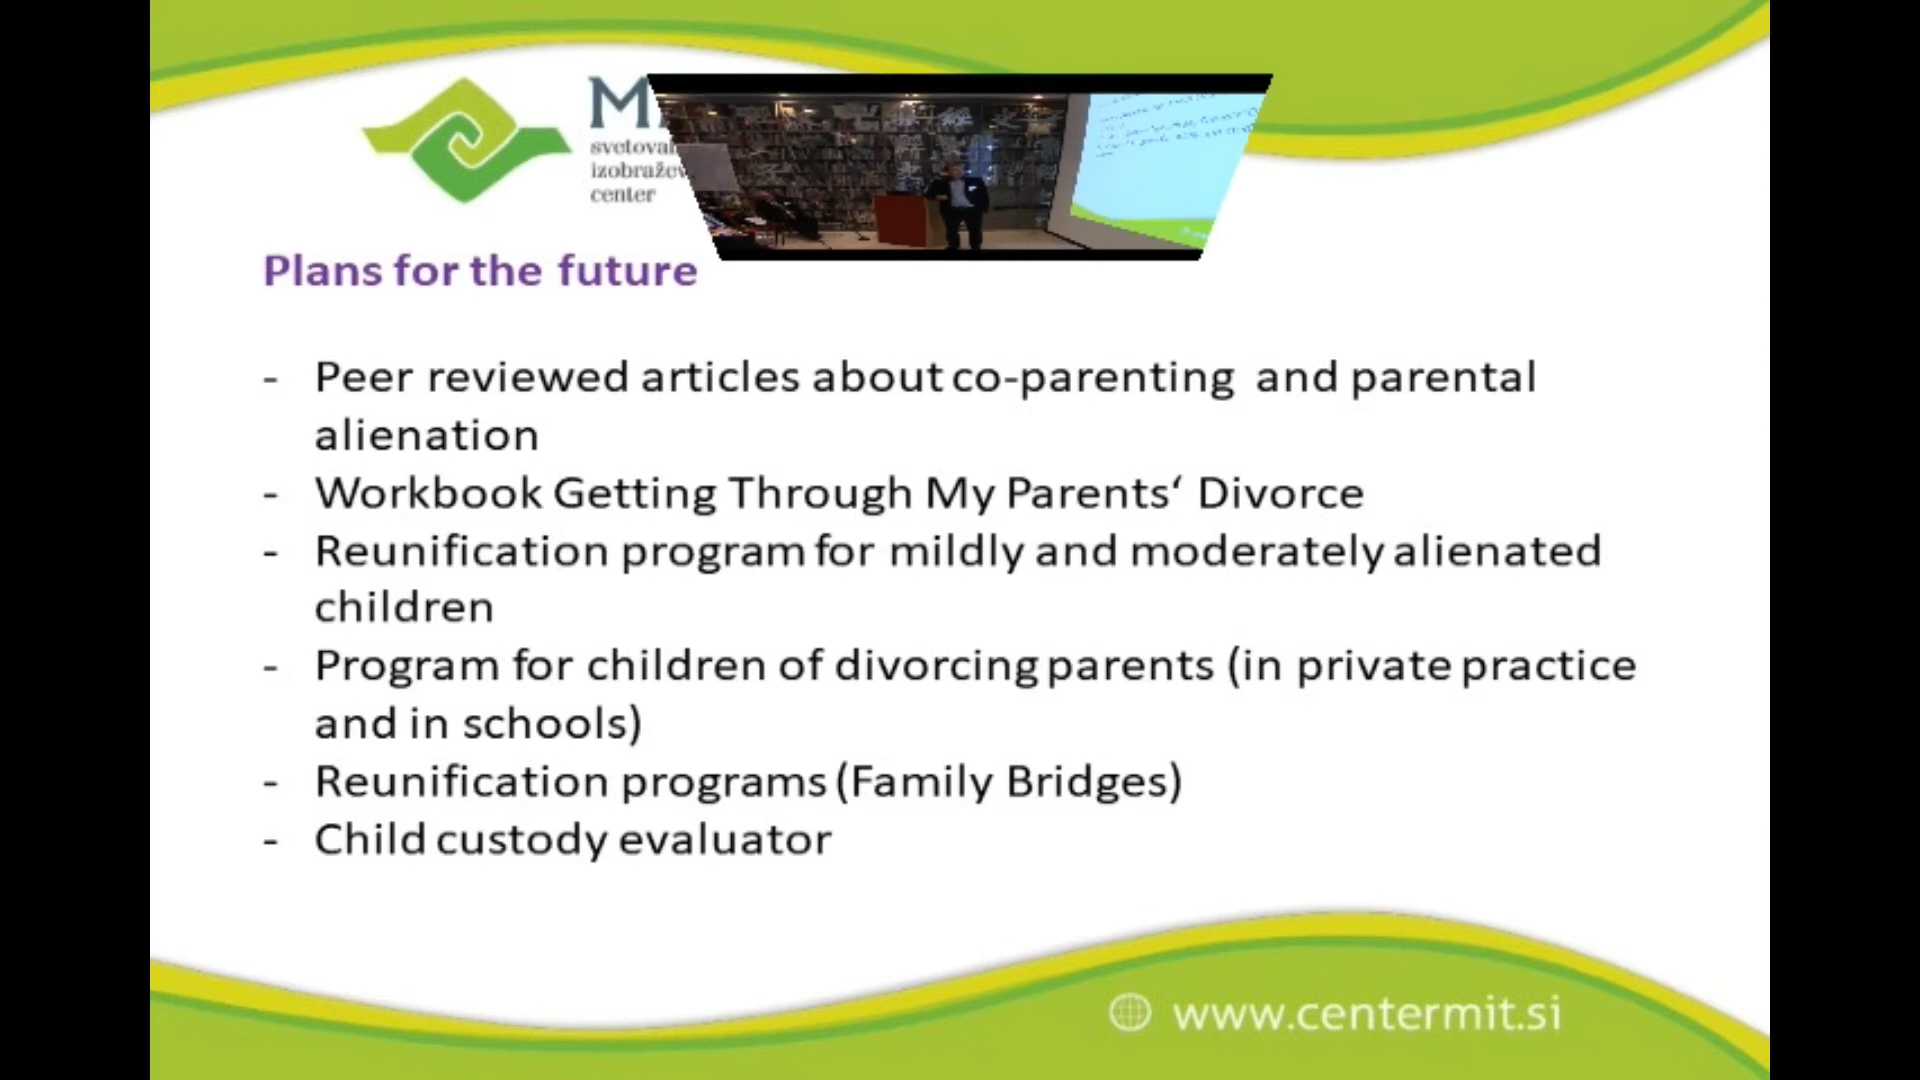 svetoval
izobražev
center
Plans for the future
- Peer reviewed articles about co-parenting and parental
alienation
- Workbook Getting Through My Parents‘ Divorce
- Reunification program for mildly and moderately alienated
children
- Program for children of divorcing parents (in private practice
and in schools)
- Reunification programs (Family Bridges)
- Child custody evaluator
www.centermit.si